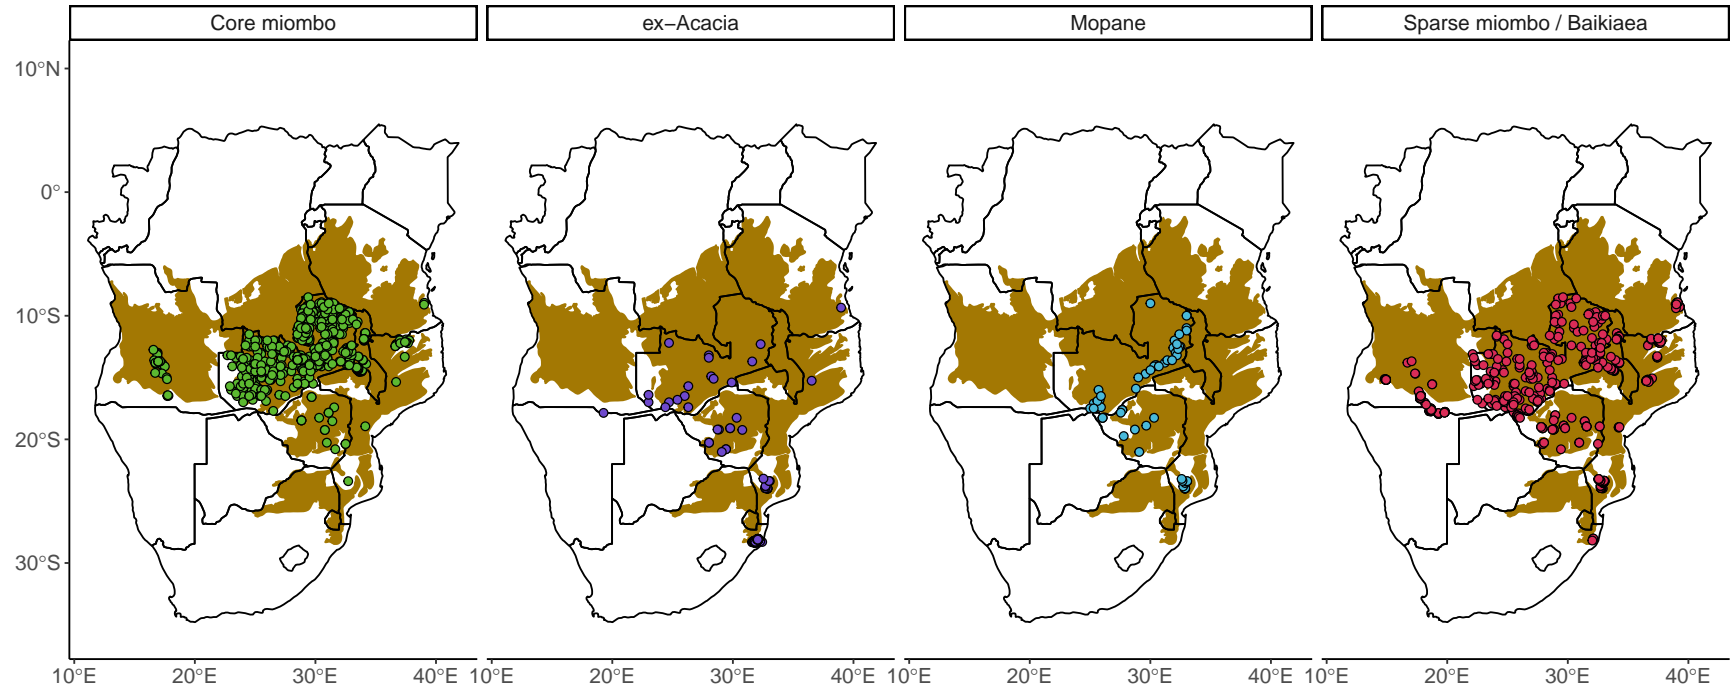 Core miombo ex−Acacia Mopane Sparse miombo / Baikiaea
10°N
0°
10°S
20°S
30°S
10°E 20°E 30°E 40°E 10°E 20°E 30°E 40°E 10°E 20°E 30°E 40°E 10°E 20°E 30°E 40°E